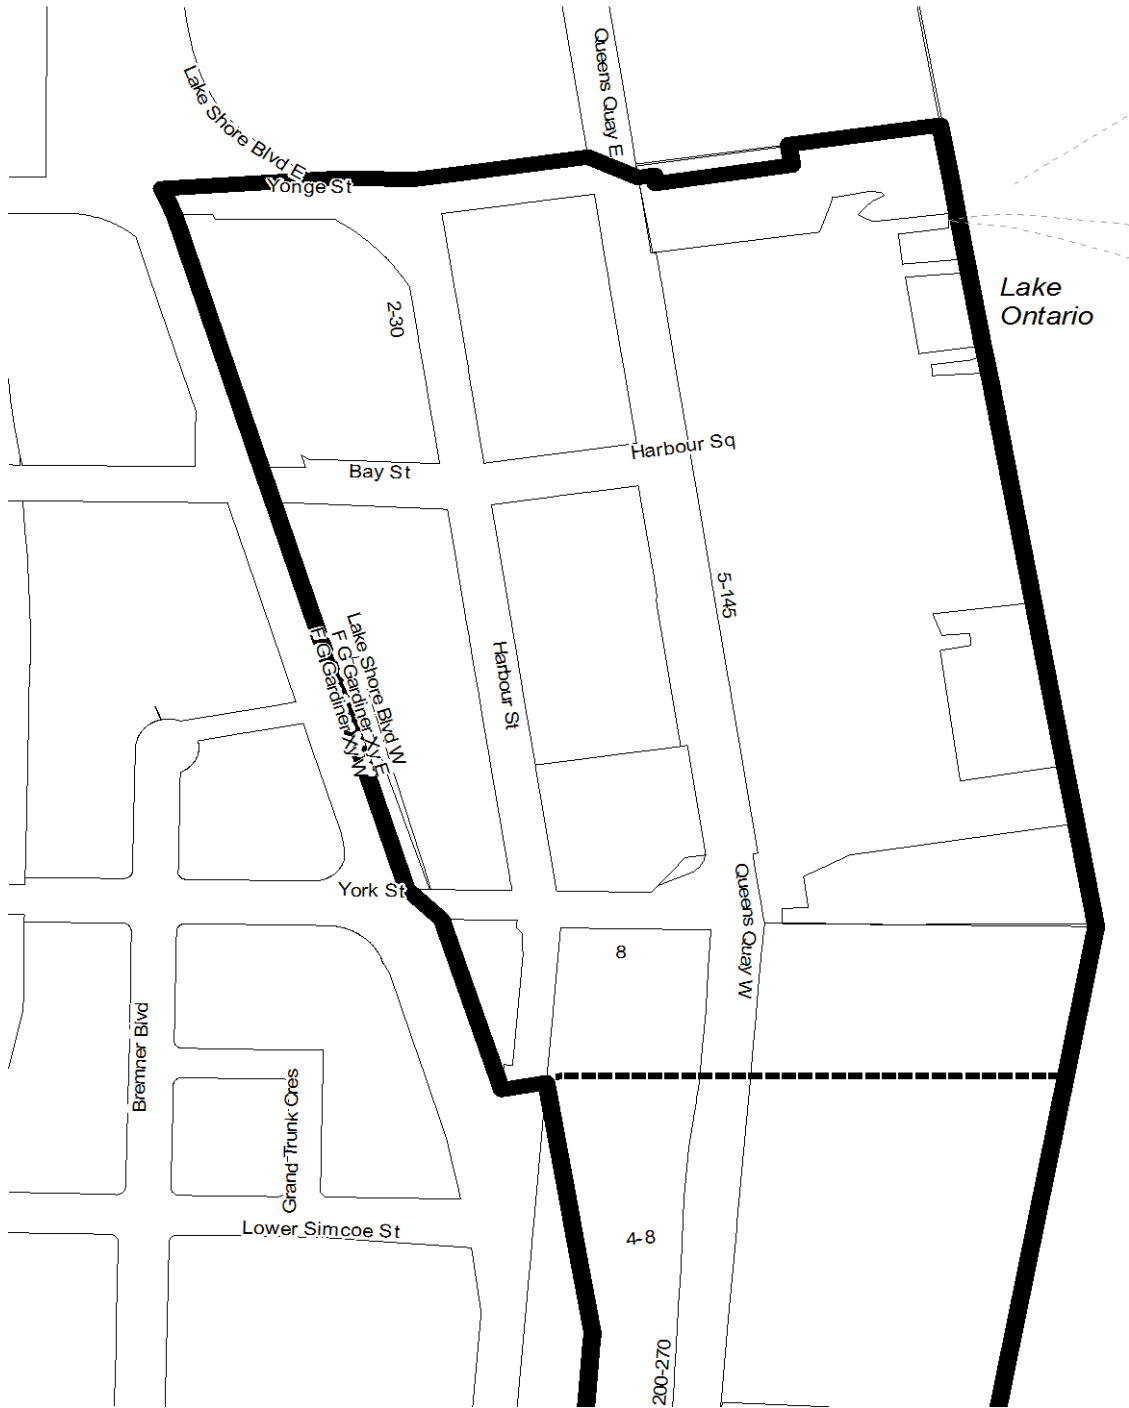 Queens Quay E
Lake Shore Blvd E
Yonge St
Lake
Ontario
2-30
Harbour Sq
Bay St
5-145
Lake Shore Blvd W
F G Gardiner Xy E
F G Gardiner Xy W
Harbour St
York St
Queens Quay W
8
Bremner Blvd
Grand Trunk Cres
Lower Simcoe St
4-8
200-270